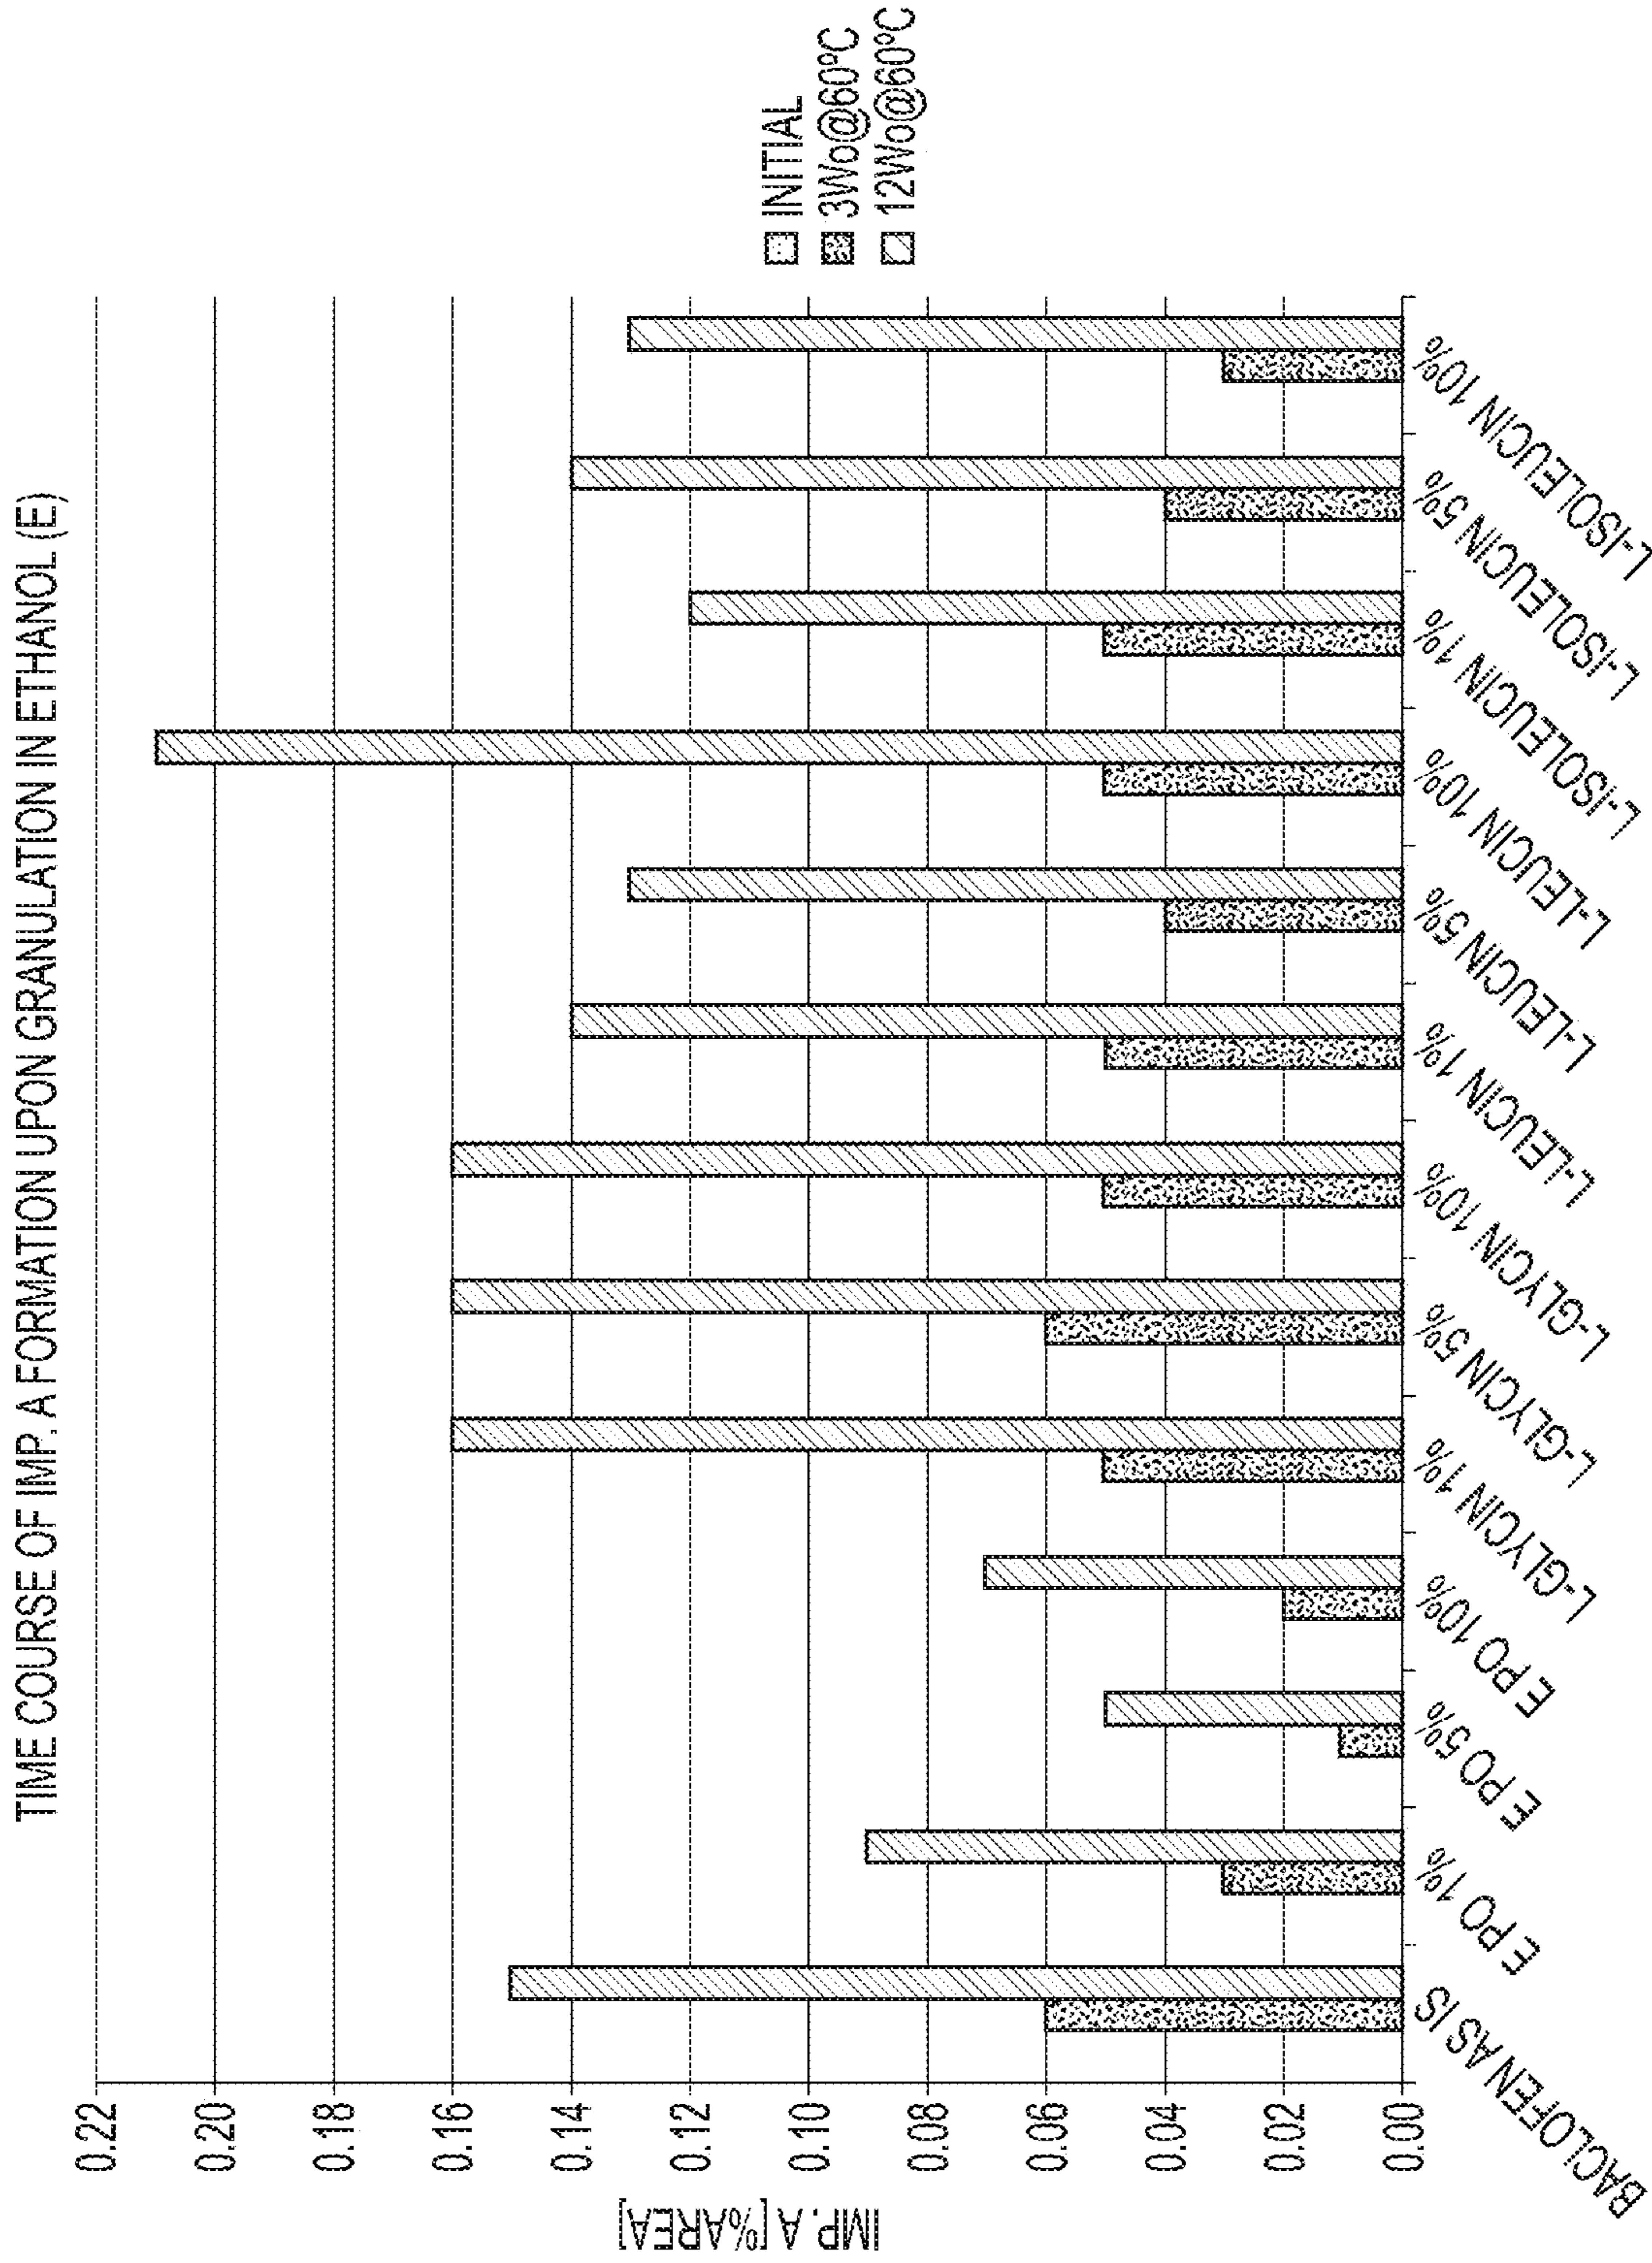 TIME COURSE OF IMP. A FORMATION UPON GRANULATION IN ETHANOL (E)
IMP. A [%AREA]
0.22
0.20
0.18
0.16
0.14
0.12
0.10
0.08
0.06
0.04
0.02
0.00
BACLOFEN AS IS
E PO 1%
E PO 5%
E PO 10%
L-GLYCIN 1%
L-GLYCIN 5%
L-GLYCIN 10%
L-LEUCIN 1%
L-LEUCIN 5%
L-LEUCIN 10%
L-ISOLEUCIN 1%
L-ISOLEUCIN 5%
L-ISOLEUCIN 10%
INITIAL
3Wo@60°C
12Wo@60°C